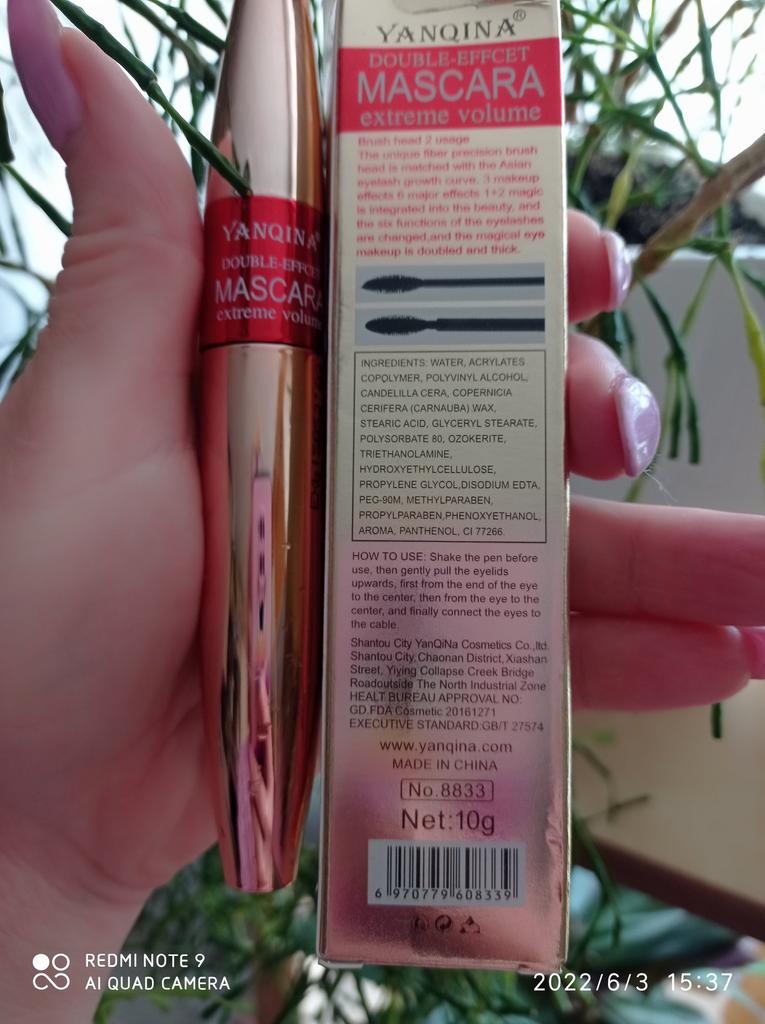 YANQINA®
DOUBLE-EFFCET
MASCARA
extreme volume
Brush head 2 usage
The unique fiber precision brush
head is matched with the Asian
eyelash growth curve, 3 makeup
effects 6 major effects 1+2 magic
is integrated into the beauty, and
the six functions of the eyelashes
are changed,and the magical eye
makeup is doubled and thick.
INGREDIENTS: WATER, ACRYLATES
COPOLYMER, POLYVINYL ALCOHOL,
CANDELILLA CERA, COPERNICIA
CERIFERA (CARNAUBA) WAX,
STEARIC ACID, GLYCERYL STEARATE,
POLYSORBATE 80, OZOKERITE,
TRIETHANOLAMINE,
HYDROXYETHYLCELLULOSE,
PROPYLENE GLYCOL,DISODIUM EDTA,
PEG-90M, METHYLPARABEN,
PROPYLPARABEN,PHENOXYETHANOL,
AROMA, PANTHENOL, CI 77266.
HOW TO USE: Shake the pen before
use, then gently pull the eyelids
upwards, first from the end of the eye
to the center, then from the eye to the
center, and finally connect the eyes to
the cable.
Shantou City YanQiNa Cosmetics Co.,ltd.
Shantou City,Chaonan District,Xiashan
Street, Yiying Collapse Creek Bridge
Roadoutside The North Industrial Zone
HEALT BUREAU APPROVAL NO:
GD.FDA Cosmetic 20161271
EXECUTIVE STANDARD:GB/T 27574
www.yanqina.com
MADE IN CHINA
No.8833
Net:10g
6 970779 608339
YANQINA
DOUBLE-EFFCE
MASCARA
extreme volum
REDMI NOTE 9
AI QUAD CAMERA
2022/6/3 15:37